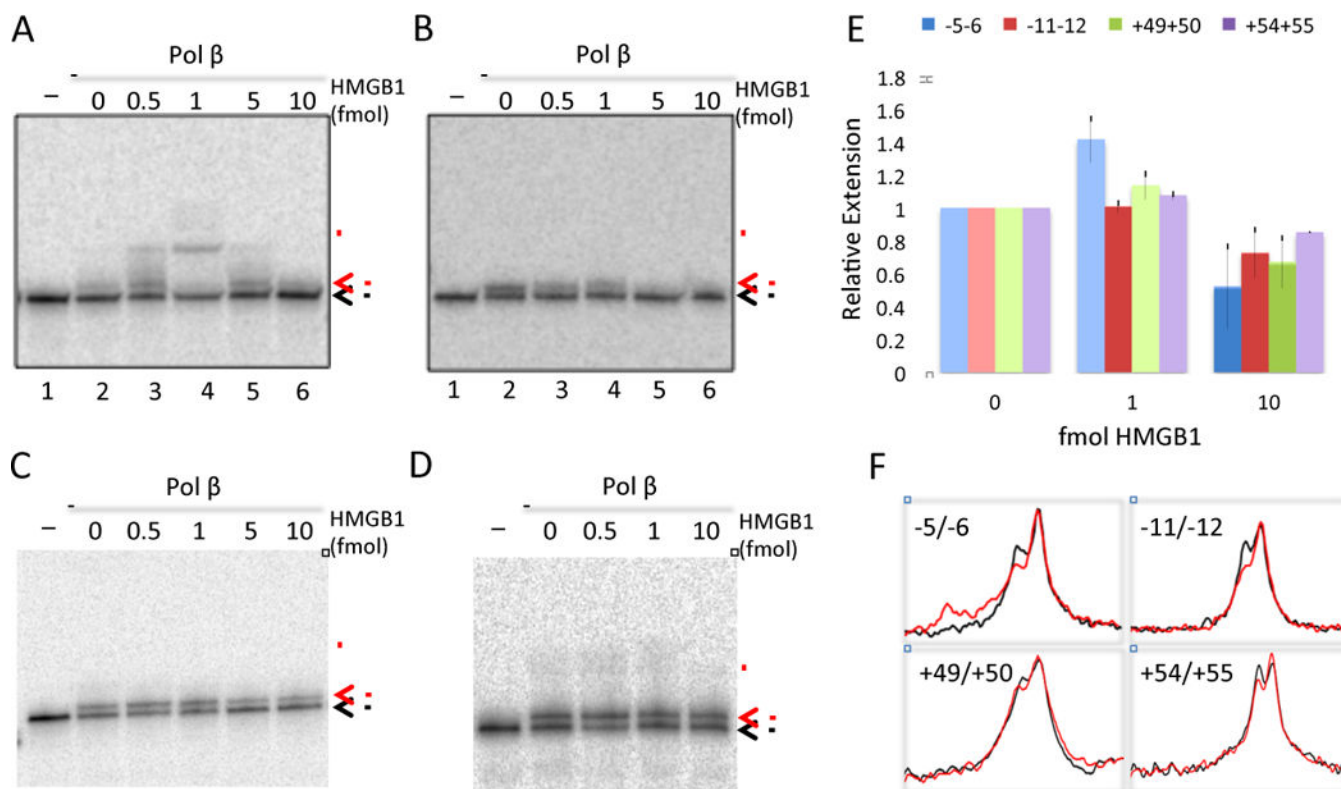 A
Pol β
– 0 0.5 1 5 10 HMGB1
(fmol)
1 2 3 4 5 6
B
Pol β
– 0 0.5 1 5 10 HMGB1
(fmol)
1 2 3 4 5 6
C
Pol β
– 0 0.5 1 5 10 HMGB1
(fmol)
D
Pol β
– 0 0.5 1 10 HMGB1
(fmol)
E
-5-6 -11-12 +49+50 +54+55
Relative Extension
1.8
1.6
1.4
1.2
1
0.8
0.6
0.4
0.2
0
0 1 10
fmol HMGB1
F
-5/-6 -11/-12
+49/+50 +54/+55